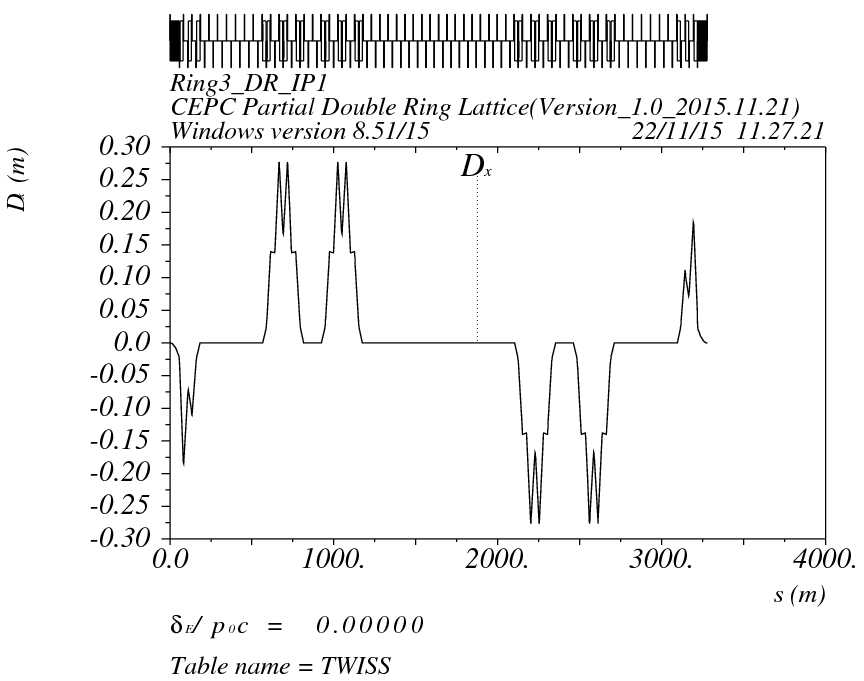 Ring3_DR_IP1
CEPC Partial Double Ring Lattice(Version_1.0_2015.11.21)
Windows version 8.51/15 22/11/15 11.27.21
D x
D x (m)
0.30
0.25
0.20
0.15
0.10
0.05
0.0
-0.05
-0.10
-0.15
-0.20
-0.25
-0.30
0.0 1000. 2000. 3000. 4000.
s (m)
δ E/ p 0c = 0.00000
Table name = TWISS